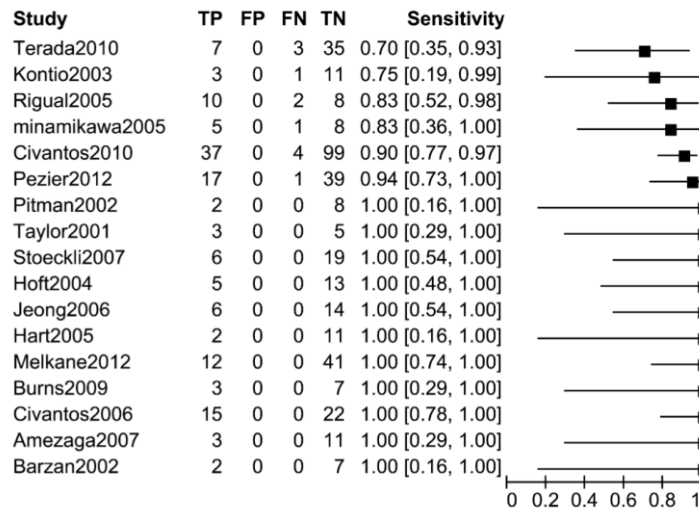 Study TP FP FN TN Sensitivity
Terada2010 7 0 3 35 0.70 [0.35, 0.93]
Kontio2003 3 0 1 11 0.75 [0.19, 0.99]
Rigual2005 10 0 2 8 0.83 [0.52, 0.98]
minamikawa2005 5 0 1 8 0.83 [0.36, 1.00]
Civantos2010 37 0 4 99 0.90 [0.77, 0.97]
Pezier2012 17 0 1 39 0.94 [0.73, 1.00]
Pitman2002 2 0 0 8 1.00 [0.16, 1.00]
Taylor2001 3 0 0 5 1.00 [0.29, 1.00]
Stoeckli2007 6 0 0 19 1.00 [0.54, 1.00]
Hoft2004 5 0 0 13 1.00 [0.48, 1.00]
Jeong2006 6 0 0 14 1.00 [0.54, 1.00]
Hart2005 2 0 0 11 1.00 [0.16, 1.00]
Melkane2012 12 0 0 41 1.00 [0.74, 1.00]
Burns2009 3 0 0 7 1.00 [0.29, 1.00]
Civantos2006 15 0 0 22 1.00 [0.78, 1.00]
Amezaga2007 3 0 0 11 1.00 [0.29, 1.00]
Barzan2002 2 0 0 7 1.00 [0.16, 1.00]
0 0.2 0.4 0.6 0.8 1